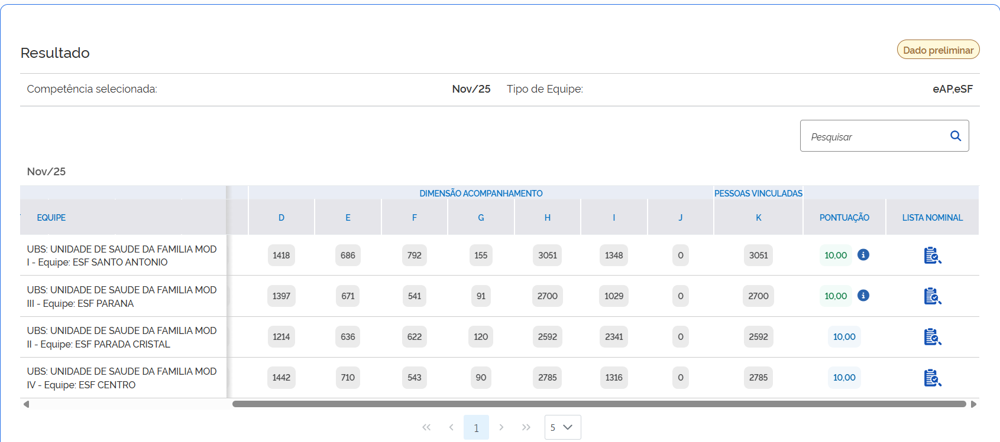 Resultado
Dado preliminar
Competência selecionada: Nov/25 Tipo de Equipe: eAP,eSF
Pesquisar
Nov/25
DIMENSÃO ACOMPANHAMENTO PESSOAS VINCULADAS
EQUIPE D E F G H I J K PONTUAÇÃO LISTA NOMINAL
UBS: UNIDADE DE SAUDE DA FAMILIA MOD
I - Equipe: ESF SANTO ANTONIO
1418 686 792 155 3051 1348 0 3051 10,00
UBS: UNIDADE DE SAUDE DA FAMILIA MOD
III - Equipe: ESF PARANA
1397 671 541 91 2700 1029 0 2700 10,00
UBS: UNIDADE DE SAUDE DA FAMILIA MOD
II - Equipe: ESF PARADA CRISTAL
1214 636 622 120 2592 2341 0 2592 10,00
UBS: UNIDADE DE SAUDE DA FAMILIA MOD
IV - Equipe: ESF CENTRO
1442 710 543 90 2785 1316 0 2785 10,00
1 5